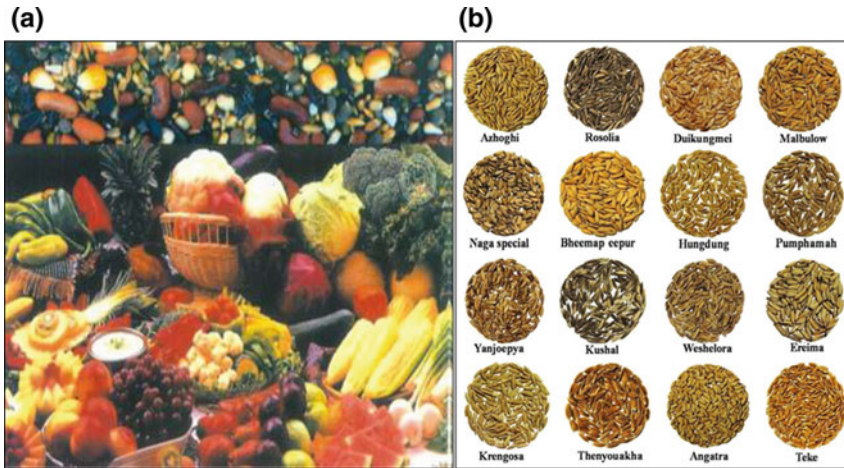 (a)
(b)
Azhoghi
Rosolia
Duikungmei
Malbulow
Naga special
Bheemap eepur
Hungdung
Pumphamah
Yanjoepya
Kushal
Weshelora
Ereima
Krengosa
Thenyouakha
Angatra
Teke